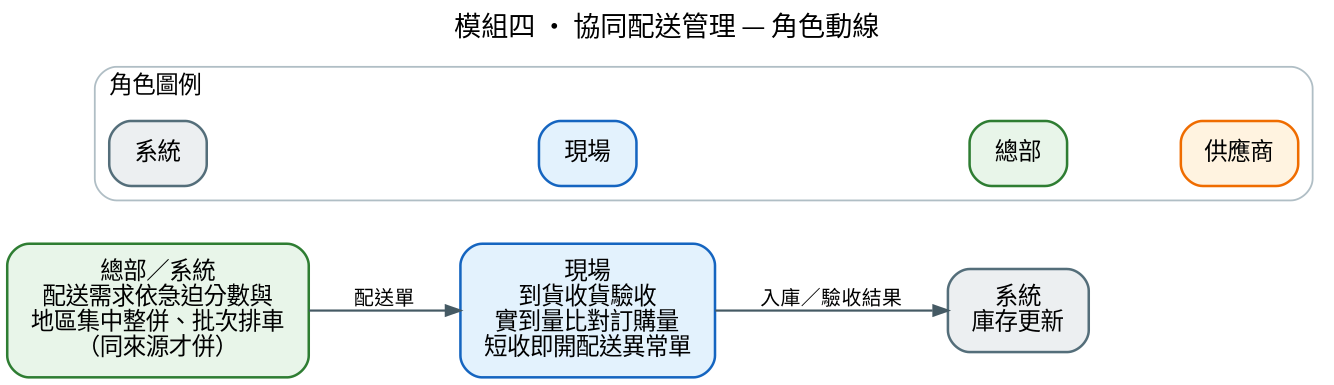 模組四 · 協同配送管理 — 角色動線
角色圖例
系統
現場
總部
供應商
總部／系統
配送需求依急迫分數與
地區集中整併、批次排車
（同來源才併）
配送單
現場
到貨收貨驗收
實到量比對訂購量
短收即開配送異常單
入庫／驗收結果
系統
庫存更新